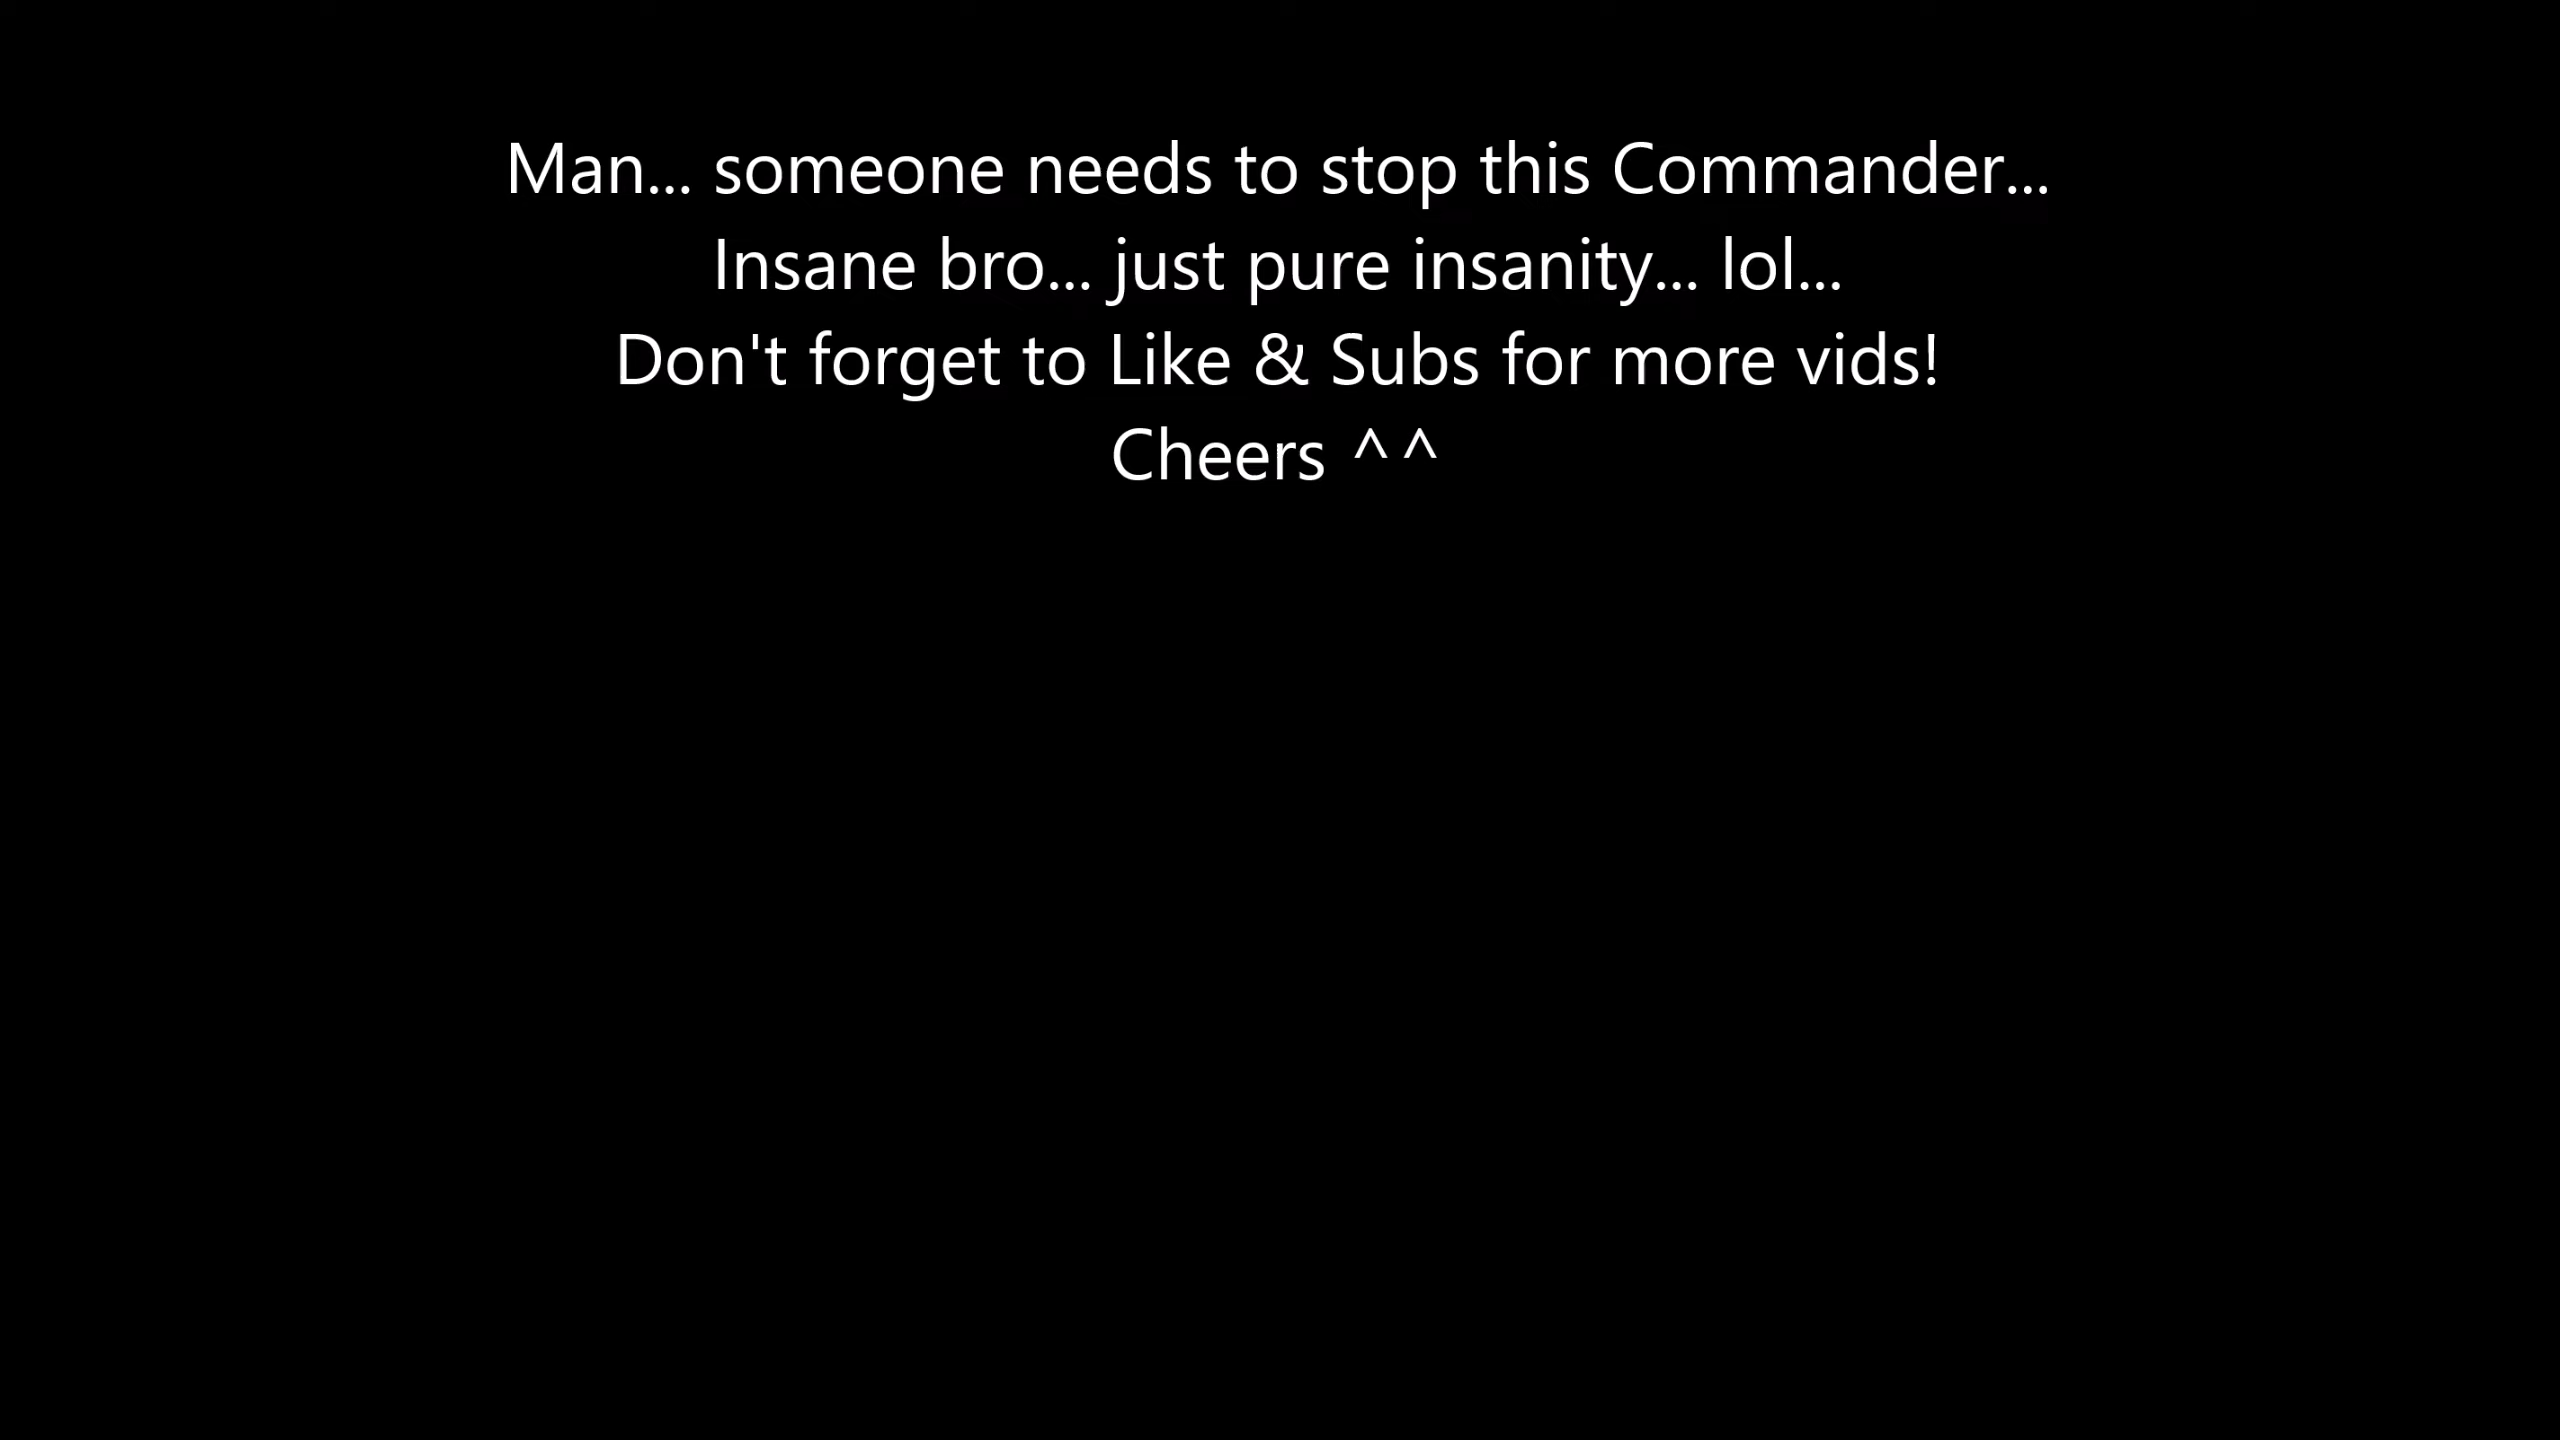 Man... someone needs to stop this Commander...
Insane bro... just pure insanity... lol...
Don't forget to Like & Subs for more vids!
Cheers ^^